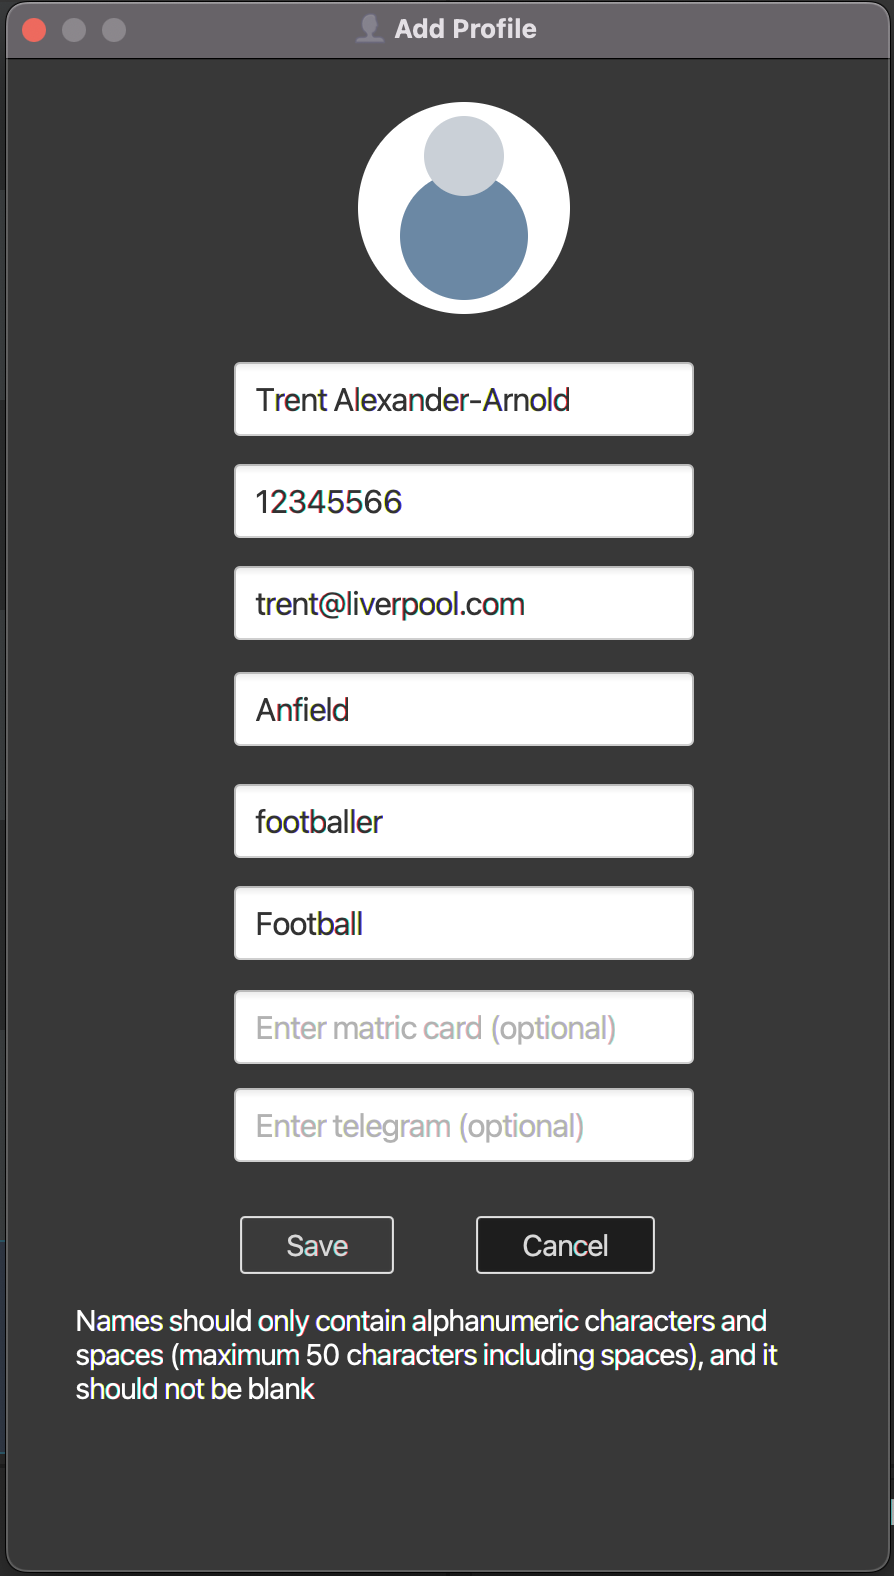 Add Profile
Trent Alexander-Arnold
12345566
trent@liverpool.com
Anfield
footballer
Football
Enter matric card (optional)
Enter telegram (optional)
Save
Cancel
Names should only contain alphanumeric characters and
spaces (maximum 50 characters including spaces), and it
should not be blank